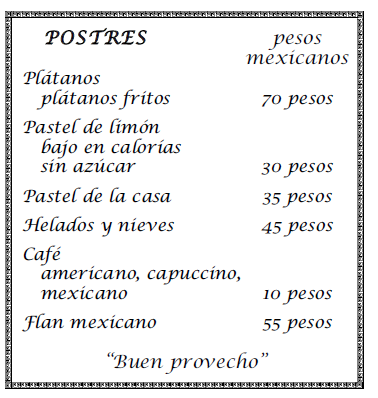 POSTRES pesos
mexicanos
Plátanos
plátanos fritos 70 pesos
Pastel de limón
bajo en calorías
sin azúcar 30 pesos
Pastel de la casa 35 pesos
Helados y nieves 45 pesos
Café
americano, capuccino,
mexicano 10 pesos
Flan mexicano 55 pesos
“Buen provecho”